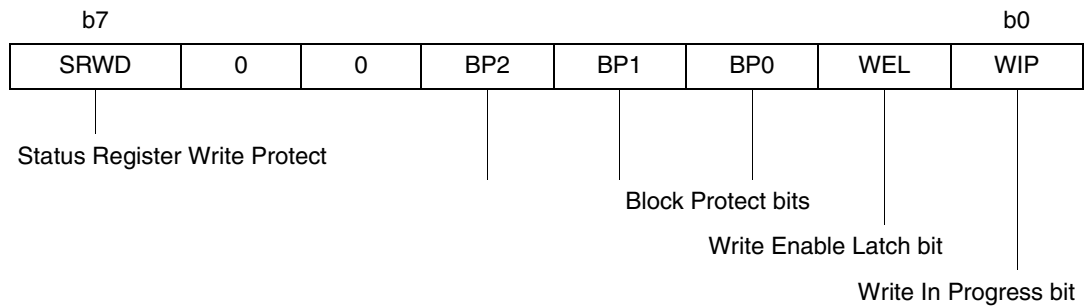 b7 b0
SRWD 0 0 BP2 BP1 BP0 WEL WIP
Status Register Write Protect
Block Protect bits
Write Enable Latch bit
Write In Progress bit